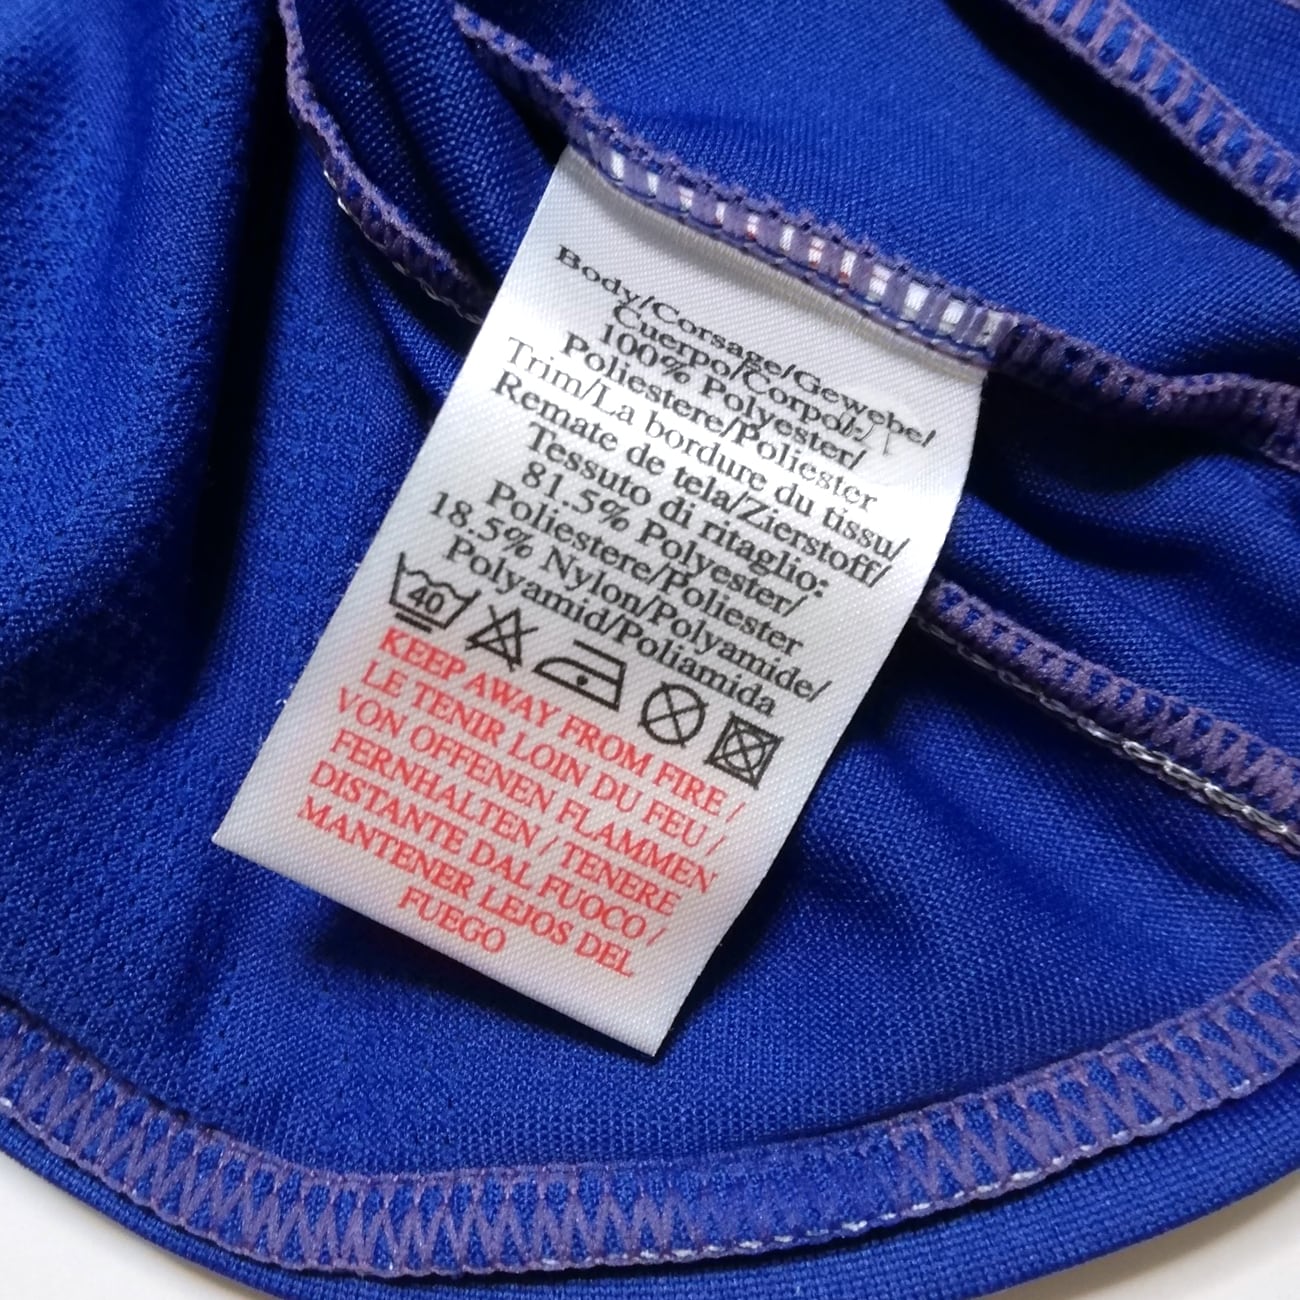 Body/Corsage/Gewebe/
Cuerpo/Corpo:
100% Polyester/
Poliestere/Poliester
Trim/La bordure du tissu/
Remate de tela/Zierstoff/
Tessuto di ritaglio:
81.5% Polyester/
Poliestere/Poliester
18.5% Nylon/Polyamide/
Polyamid/Poliamida
40
KEEP AWAY FROM FIRE /
LE TENIR LOIN DU FEU /
VON OFFENEN FLAMMEN
FERNHALTEN / TENERE
DISTANTE DAL FUOCO /
MANTENER LEJOS DEL
FUEGO